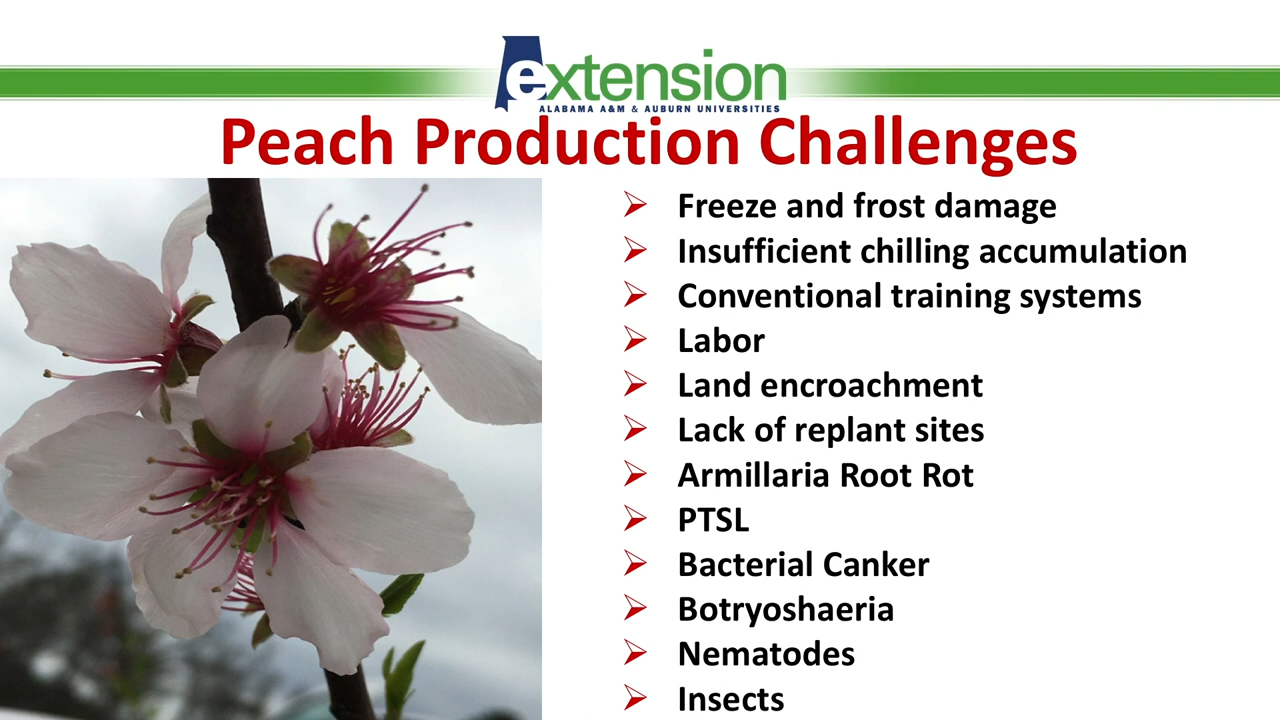 extension
ALABAMA A&M & AUBURN UNIVERSITIES
Peach Production Challenges
Freeze and frost damage
Insufficient chilling accumulation
Conventional training systems
Labor
Land encroachment
Lack of replant sites
Armillaria Root Rot
PTSL
Bacterial Canker
Botryoshaeria
Nematodes
Insects